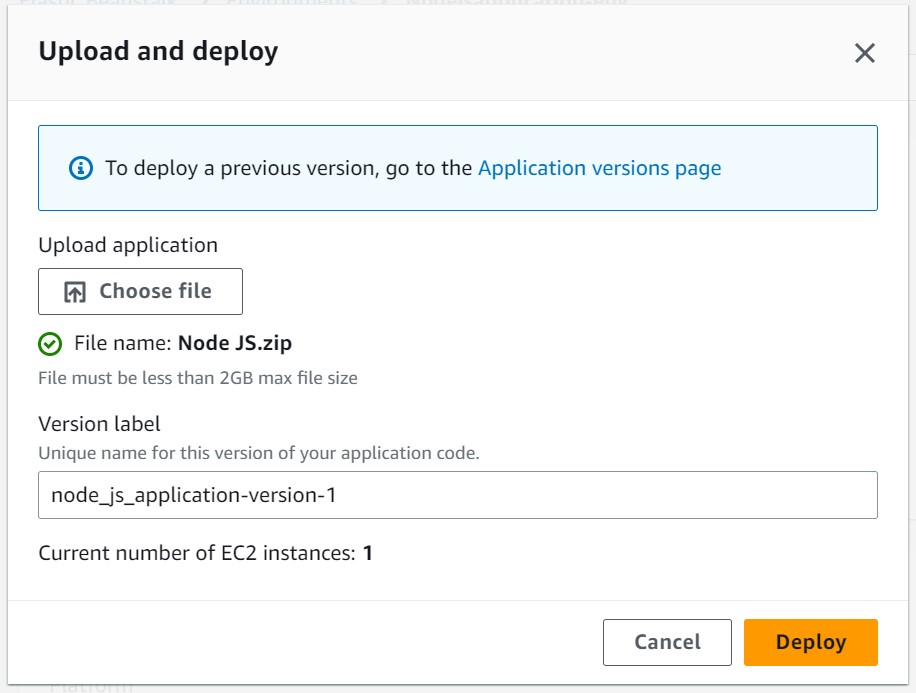 Upload and deploy
To deploy a previous version, go to the Application versions page
Upload application
Choose file
File name: Node JS.zip
File must be less than 2GB max file size
Version label
Unique name for this version of your application code.
node_js_application-version-1
Current number of EC2 instances: 1
Cancel
Deploy
Platform